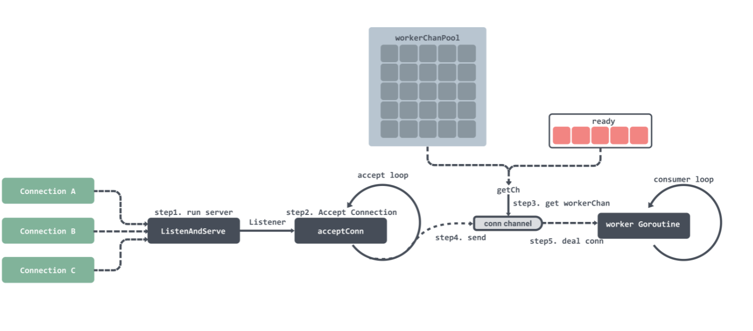 workerChanPool
ready
accept loop
consumer loop
Connection A
getCh
step3. get workerChan
step1. run server
step2. Accept Connection
Connection B
ListenAndServe
Listener
acceptConn
conn channel
worker Goroutine
step4. send
step5. deal conn
Connection C